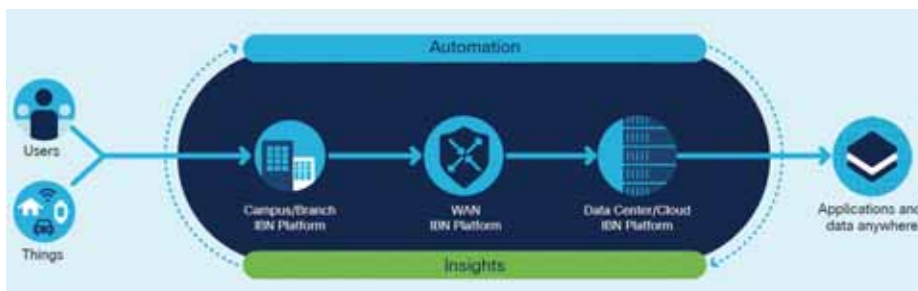 Automation
Users
Things
Campus/Branch
IBN Platform
WAN
IBN Platform
Data Center/Cloud
IBN Platform
Applications and
data anywhere
Insights